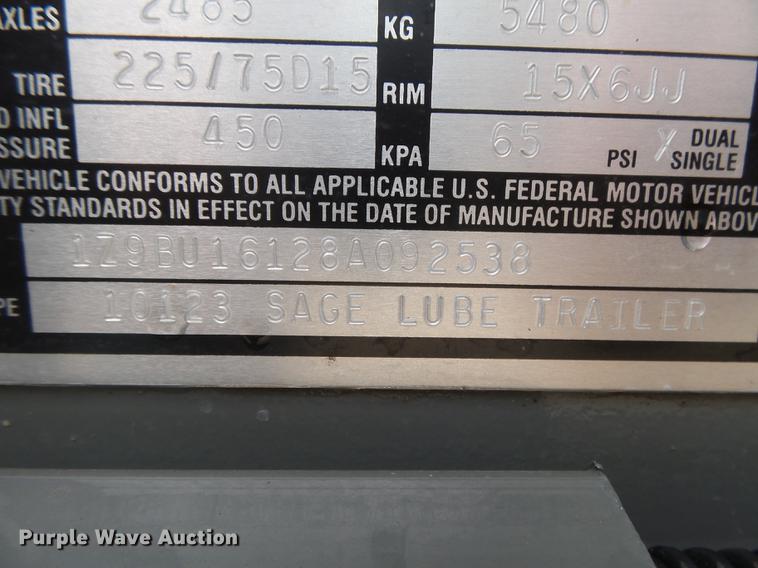 AXLES 2485 KG 5480
TIRE 225/75D15 RIM 15X6JJ
D INFL
SSURE 450 KPA 65 PSI X DUAL
SINGLE
VEHICLE CONFORMS TO ALL APPLICABLE U.S. FEDERAL MOTOR VEHICL
TY STANDARDS IN EFFECT ON THE DATE OF MANUFACTURE SHOWN ABOV
1Z9BU16128A092538
PE 10123 SAGE LUBE TRAILER
Purple Wave Auction